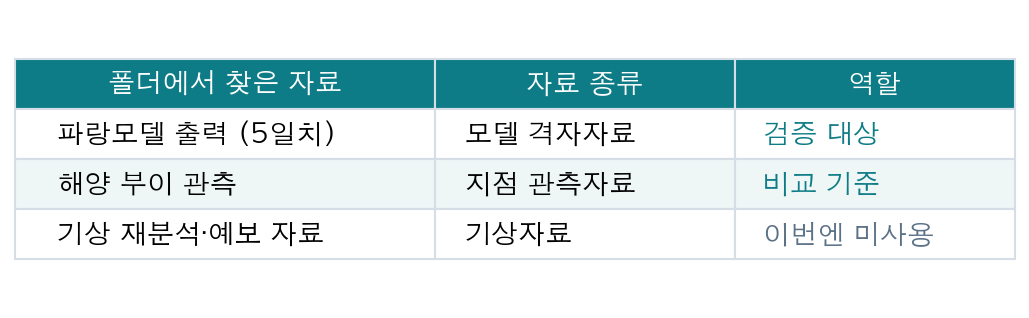 폴더에서 찾은 자료 자료 종류 역할
파랑모델 출력 (5일치) 모델 격자자료 검증 대상
해양 부이 관측 지점 관측자료 비교 기준
기상 재분석·예보 자료 기상자료 이번엔 미사용